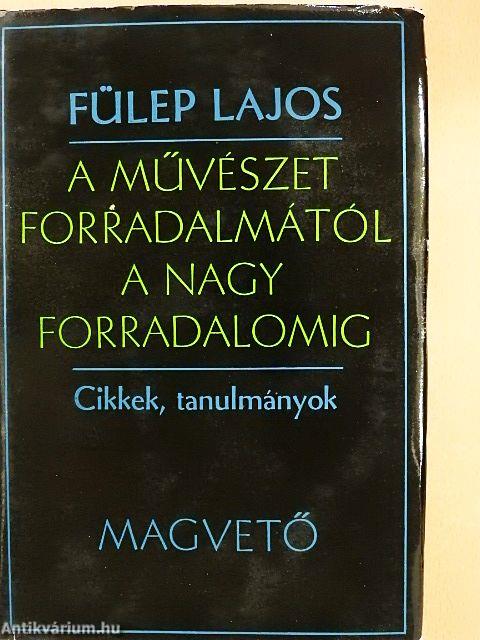 FÜLEP LAJOS
A MŰVÉSZET
FORRADALMÁTÓL
A NAGY
FORRADALOMIG
Cikkek, tanulmányok
MAGVETŐ
Antikvárium.hu